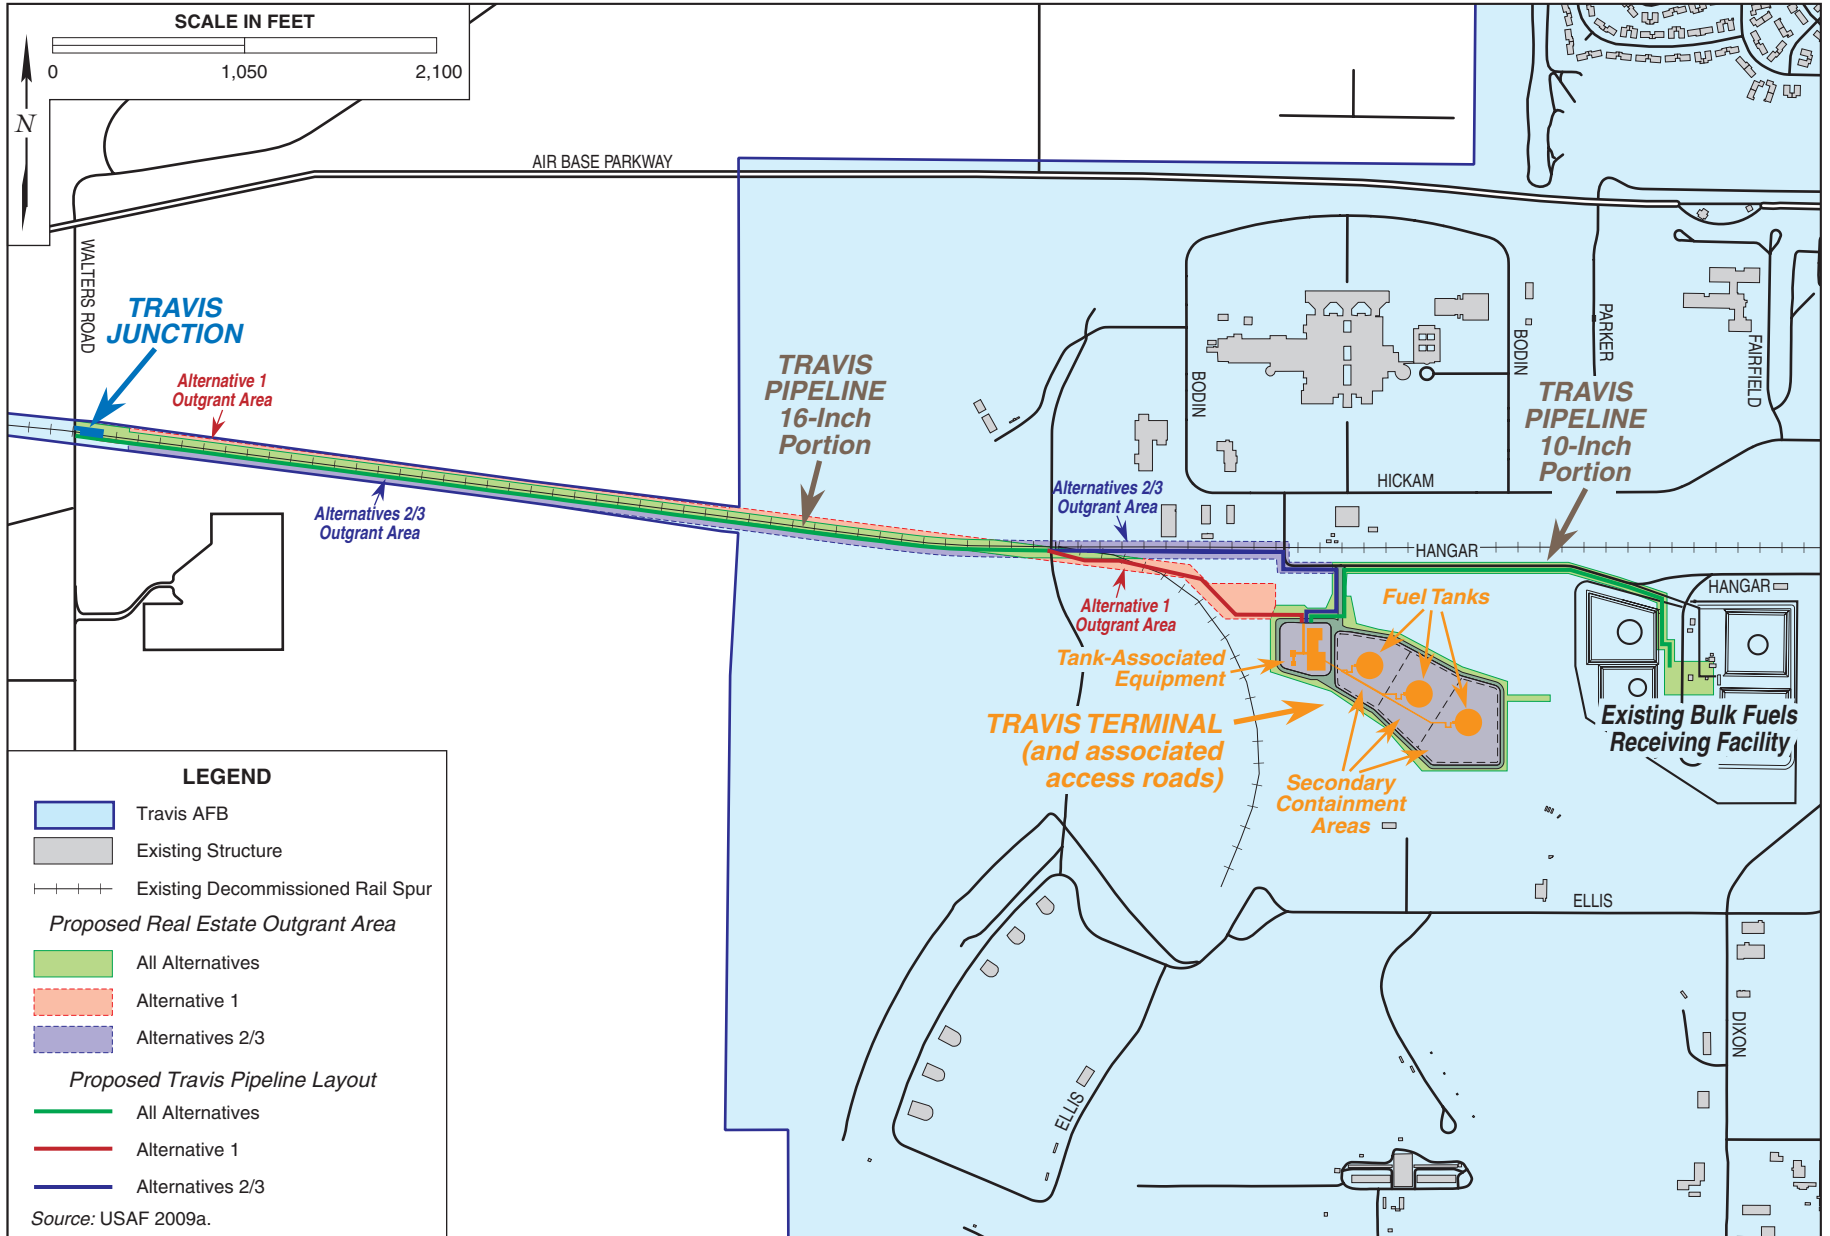 SCALE IN FEET
0 1,050 2,100
N
AIR BASE PARKWAY
WALTERS ROAD
TRAVIS
JUNCTION
Alternative 1
Outgrant Area
Alternatives 2/3
Outgrant Area
TRAVIS
PIPELINE
16-Inch
Portion
BODIN
BODIN
PARKER
FAIRFIELD
HICKAM
TRAVIS
PIPELINE
10-Inch
Portion
Alternatives 2/3
Outgrant Area
HANGAR
HANGAR
Alternative 1
Outgrant Area
Fuel Tanks
Tank-Associated
Equipment
TRAVIS TERMINAL
(and associated
access roads)
Secondary
Containment
Areas
Existing Bulk Fuels
Receiving Facility
ELLIS
ELLIS
DIXON
LEGEND
Travis AFB
Existing Structure
Existing Decommissioned Rail Spur
Proposed Real Estate Outgrant Area
All Alternatives
Alternative 1
Alternatives 2/3
Proposed Travis Pipeline Layout
All Alternatives
Alternative 1
Alternatives 2/3
Source: USAF 2009a.